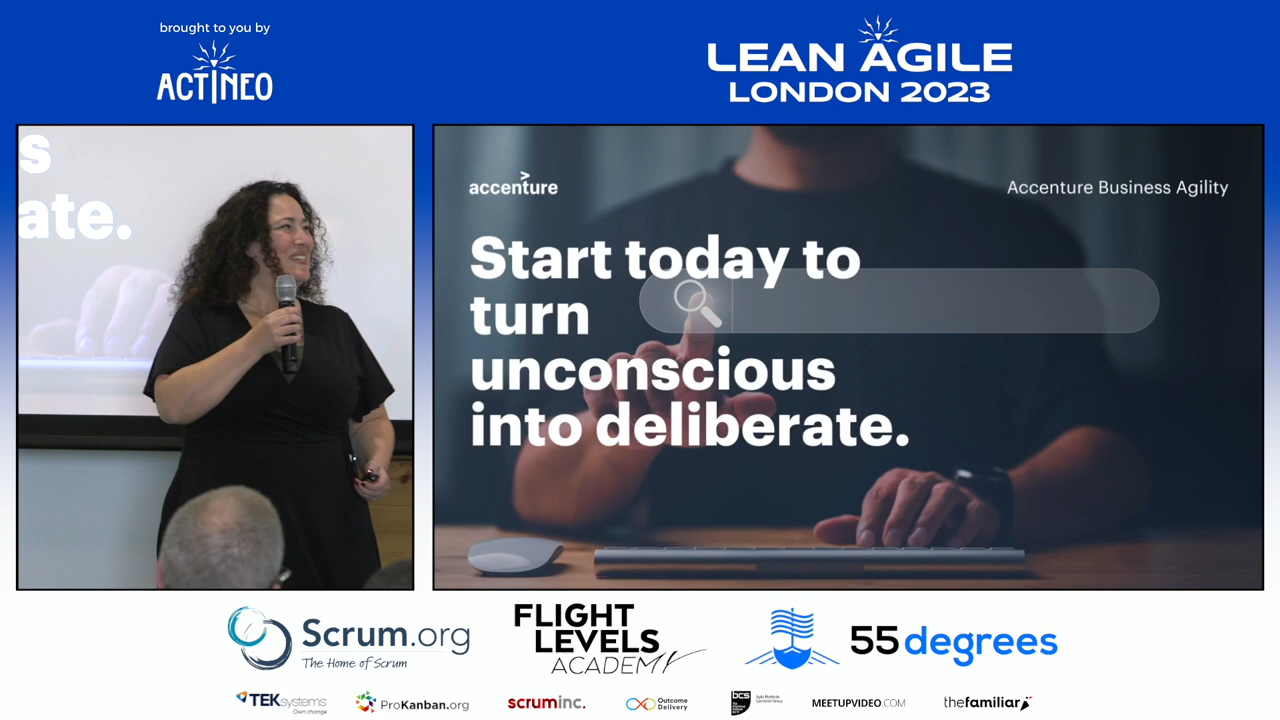 brought to you by
ACTINEO
LEAN AGILE
LONDON 2023
s
ate.
accenture
Accenture Business Agility
Start today to
turn
unconscious
into deliberate.
Scrum.org
The Home of Scrum
FLIGHT
LEVELS
ACADEMY
55 degrees
TEKsystems
Own change
ProKanban.org
scruminc.
Outcome
Delivery
bcs
MEETUPVIDEO.COM
thefamiliar